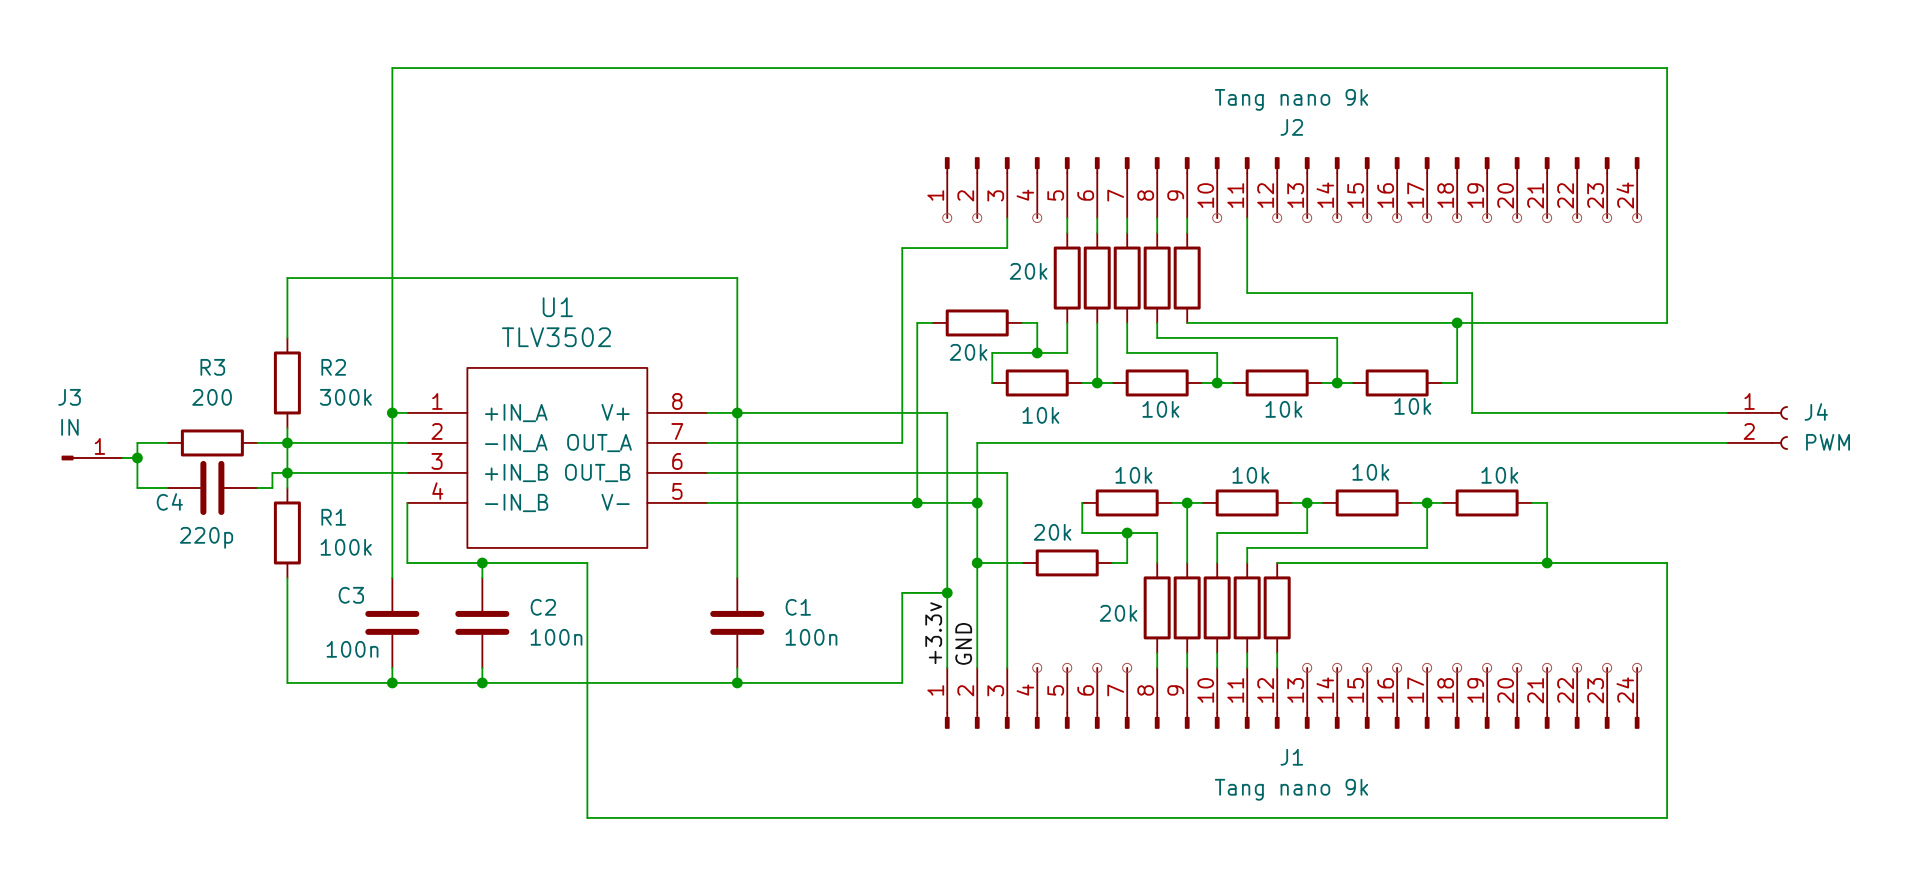 Tang nano 9k
J2
1 2 3 4 5 6 7 8 9 10 11 12 13 14 15 16 17 18 19 20 21 22 23 24
20k
20k
10k 10k 10k 10k
U1
TLV3502
R3
200
R2
300k
J3
IN
1
1 +IN_A V+ 8
2 -IN_A OUT_A 7
3 +IN_B OUT_B 6
4 -IN_B V- 5
1 J4
2 PWM
C4
220p
R1
100k
10k 10k 10k 10k
20k
20k
C3
100n
C2
100n
C1
100n
+3.3v
GND
1 2 3 4 5 6 7 8 9 10 11 12 13 14 15 16 17 18 19 20 21 22 23 24
J1
Tang nano 9k